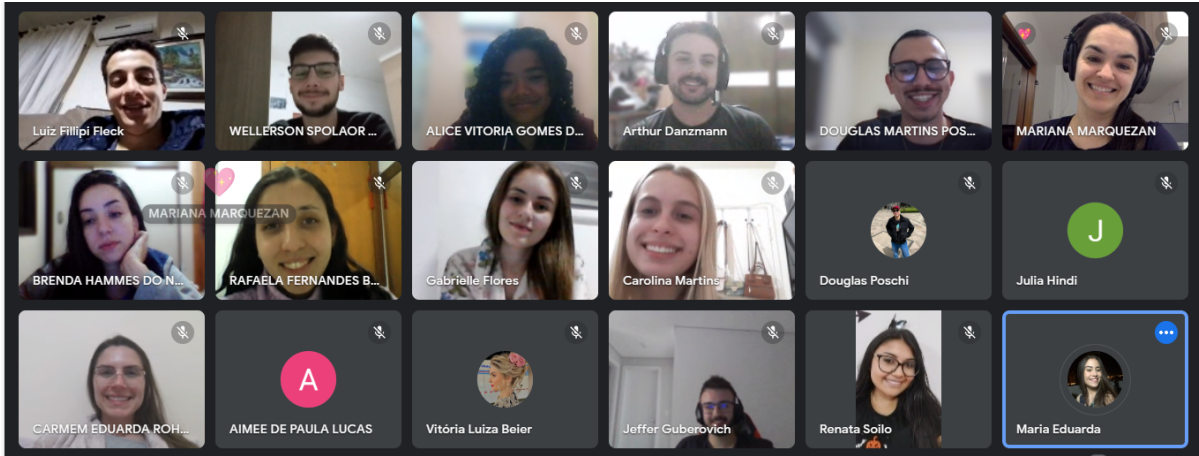 Luiz Fillipi Fleck
WELLERSON SPOLAOR ...
ALICE VITORIA GOMES D...
Arthur Danzmann
DOUGLAS MARTINS POS...
MARIANA MARQUEZAN
MARIANA MARQUEZAN
BRENDA HAMMES DO N...
RAFAELA FERNANDES B...
Gabrielle Flores
Carolina Martins
Douglas Poschi
J
Julia Hindi
CARMEM EDUARDA ROH...
A
AIMEE DE PAULA LUCAS
Vitória Luiza Beier
Jeffer Guberovich
Renata Soilo
Maria Eduarda